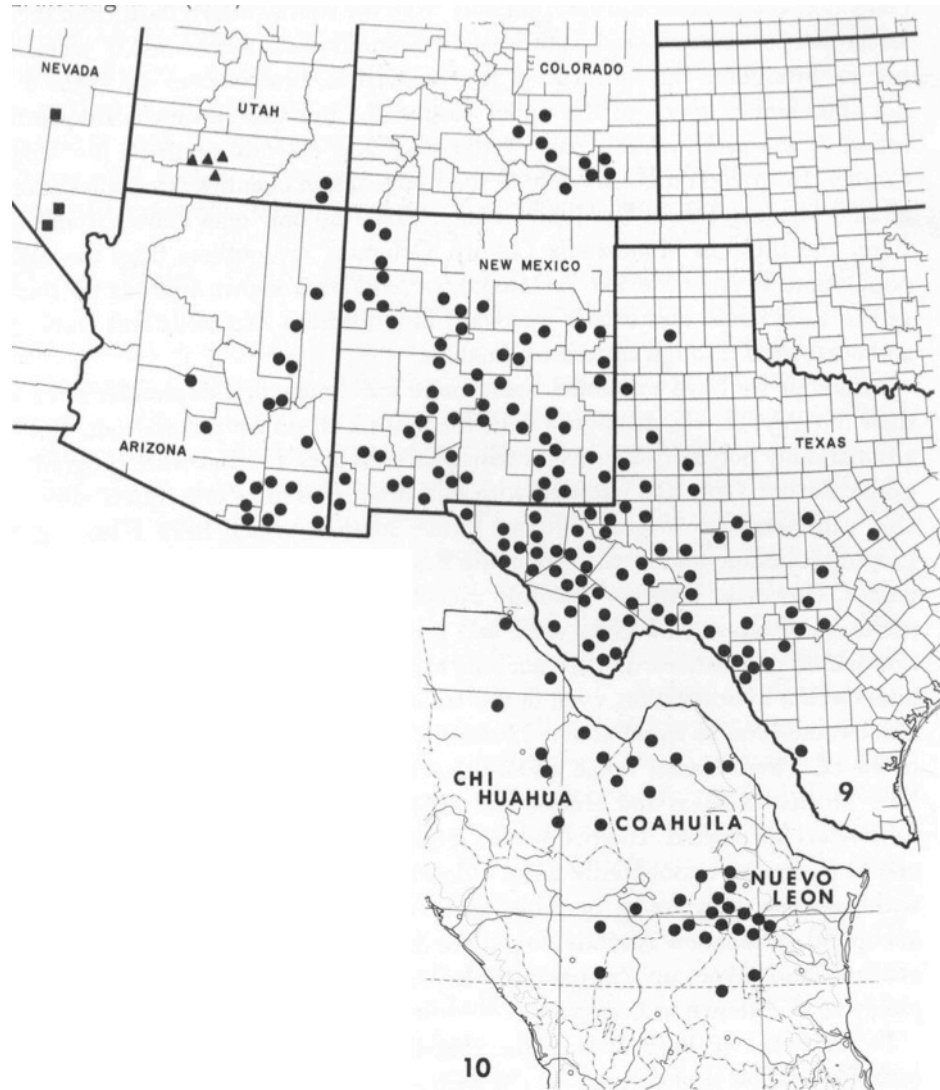 NEVADA
UTAH
COLORADO
NEW MEXICO
ARIZONA
TEXAS
9
CHI
HUAHUA
COAHUILA
NUEVO
LEON
10